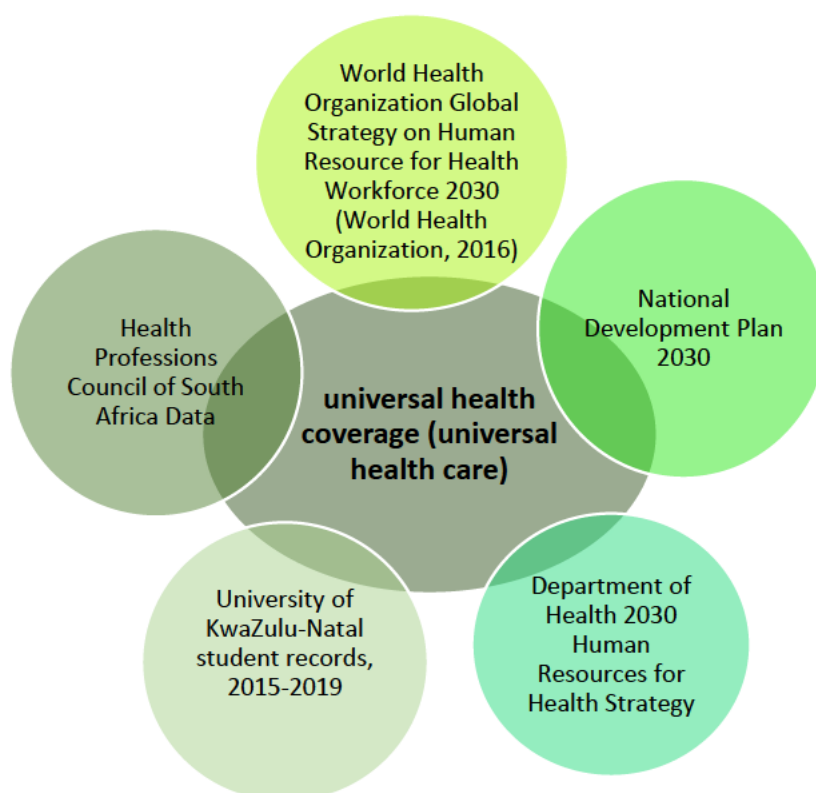 World Health
Organization Global
Strategy on Human
Resource for Health
Workforce 2030
(World Health
Organization, 2016)
National
Development Plan
2030
Health
Professions
Council of South
Africa Data
universal health
coverage (universal
health care)
University of
KwaZulu-Natal
student records,
2015-2019
Department of
Health 2030
Human
Resources for
Health Strategy